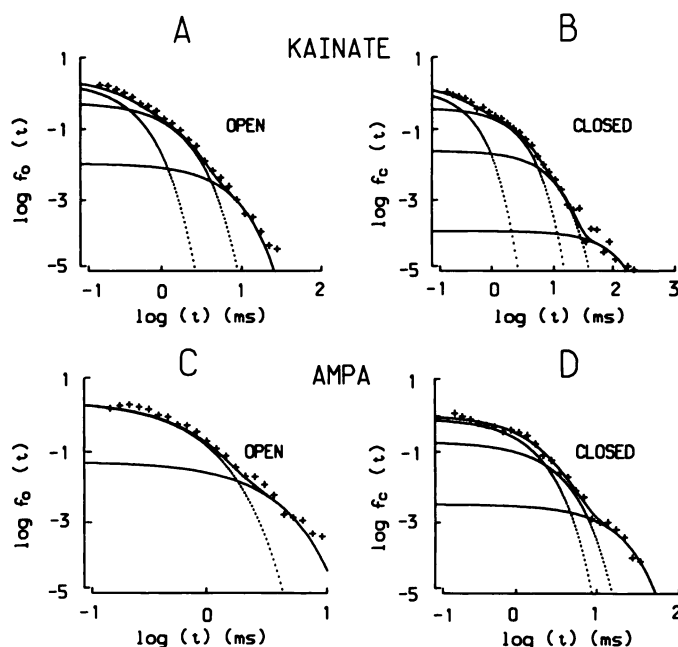 A
KAINATE
B
OPEN
CLOSED
log fo (t)
log fc (t)
1
-1
-3
-5
-1 0 1 2
log (t) (ms)
1
-1
-3
-5
-1 0 1 2 3
log (t) (ms)
C
AMPA
D
OPEN
CLOSED
log fo (t)
log fc (t)
1
-1
-3
-5
-1 0 1
log (t) (ms)
1
-1
-3
-5
-1 0 1 2
log (t) (ms)